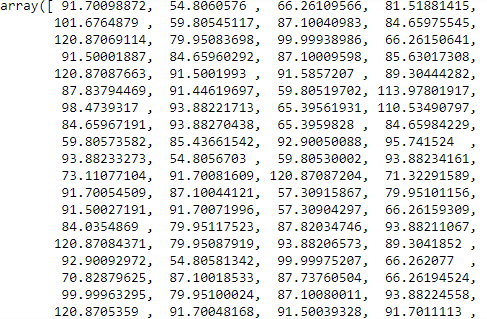 array([ 91.70098872, 54.8060576 , 66.26109566, 81.51881415,
101.6764879 , 59.80545117, 87.10040983, 84.65975545,
120.87069114, 79.95083698, 99.99938986, 66.26150641,
91.50001887, 84.65960292, 87.10009598, 85.63017308,
120.87087663, 91.5001993 , 91.5857207 , 89.30444282,
87.83794469, 91.44619697, 59.80519702, 113.97801917,
98.4739317 , 93.88221713, 65.39561931, 110.53490797,
84.65967191, 93.88270438, 65.3959828 , 84.65984229,
59.80573582, 85.43661542, 92.90050088, 95.741524 ,
93.88233273, 54.8056703 , 59.80530002, 93.88234161,
73.11077104, 91.70081609, 120.87087204, 71.32291589,
91.70054509, 87.10044121, 57.30915867, 79.95101156,
91.50027191, 91.70071996, 57.30904297, 66.26159309,
84.0354869 , 79.95117523, 87.82034746, 93.88211067,
120.87084371, 79.95087919, 93.88206573, 89.3041852 ,
92.90092972, 54.80581342, 99.99975207, 66.262077 ,
70.82879625, 87.10018533, 87.73760504, 66.26194524,
99.99963295, 79.95100024, 87.10080011, 93.88224558,
120.8705359 , 91.70048168, 91.50039328, 91.7011113 ,